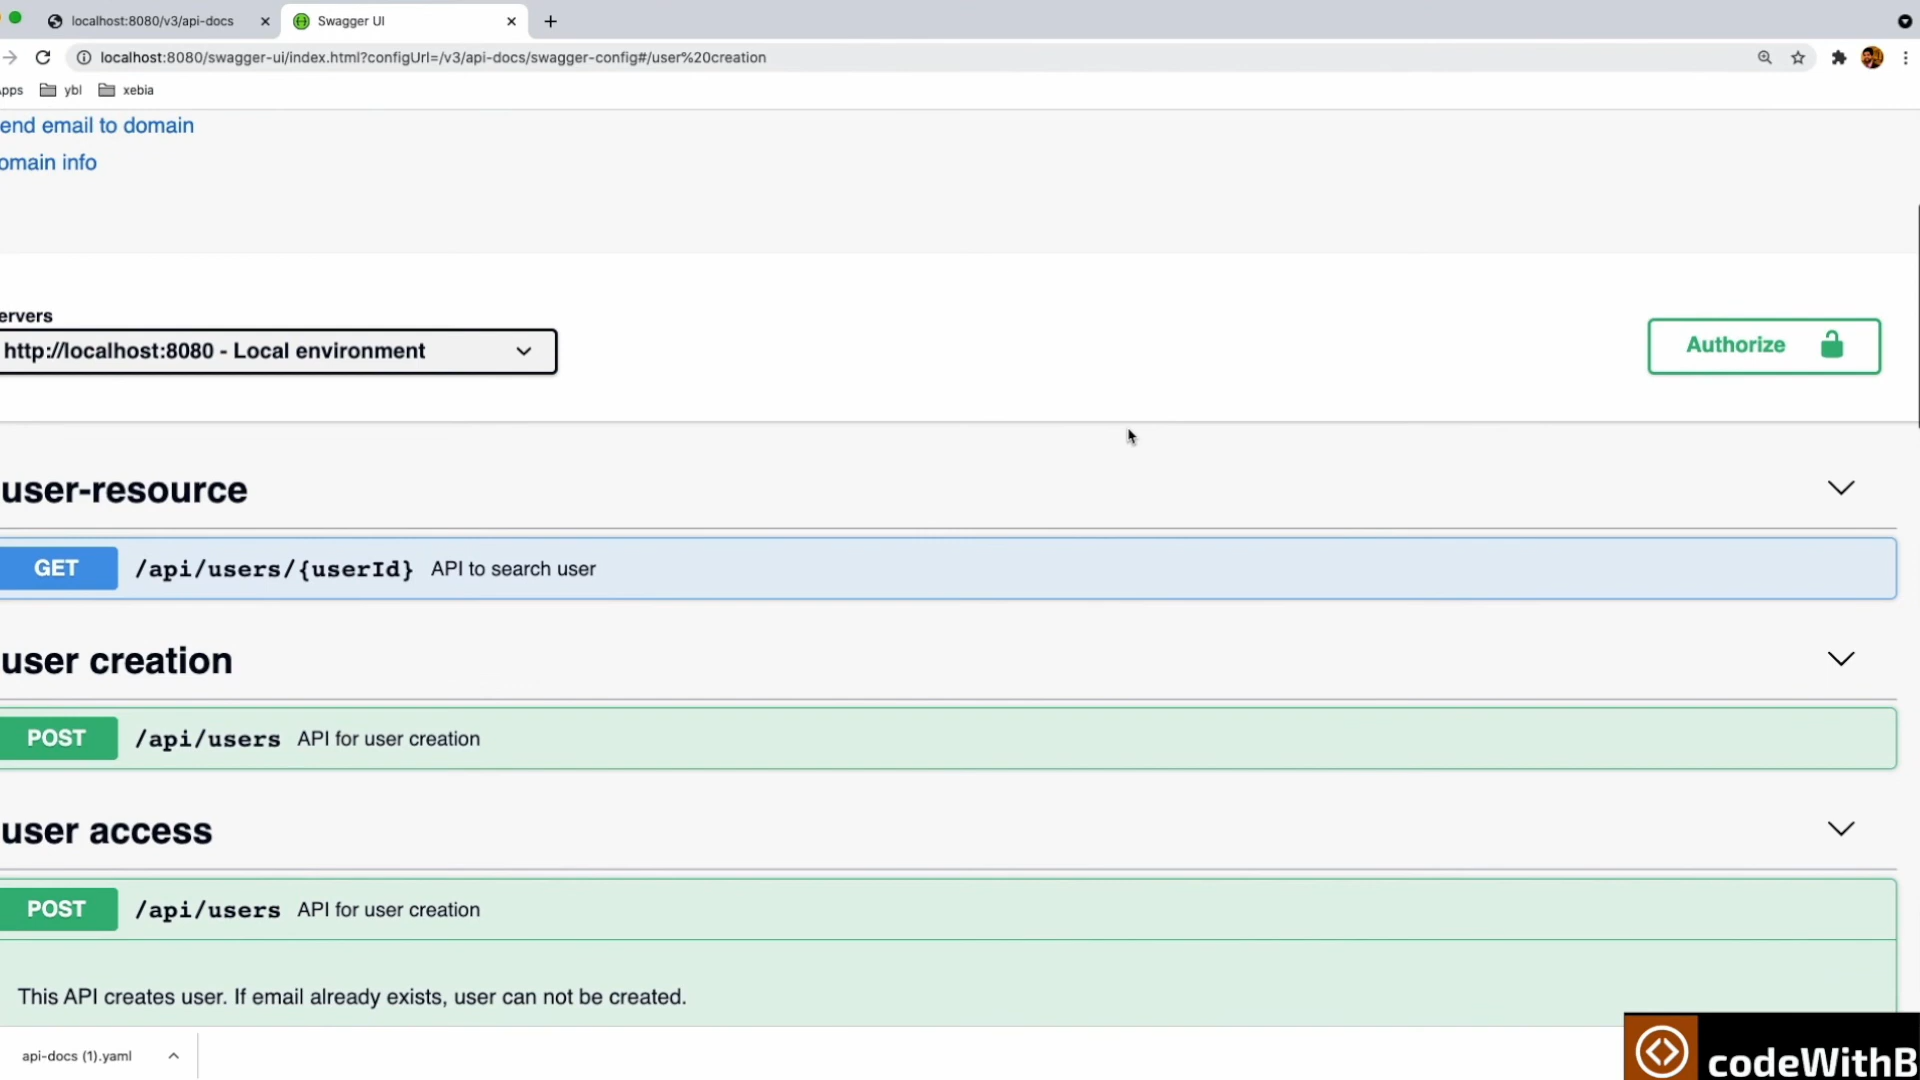 localhost:8080/v3/api-docs
Swagger UI
localhost:8080/swagger-ui/index.html?configUrl=/v3/api-docs/swagger-config#/user%20creation
pps ybl xebia
end email to domain
omain info
ervers
http://localhost:8080 - Local environment
Authorize
user-resource
GET /api/users/{userId} API to search user
user creation
POST /api/users API for user creation
user access
POST /api/users API for user creation
This API creates user. If email already exists, user can not be created.
api-docs (1).yaml
codeWithB